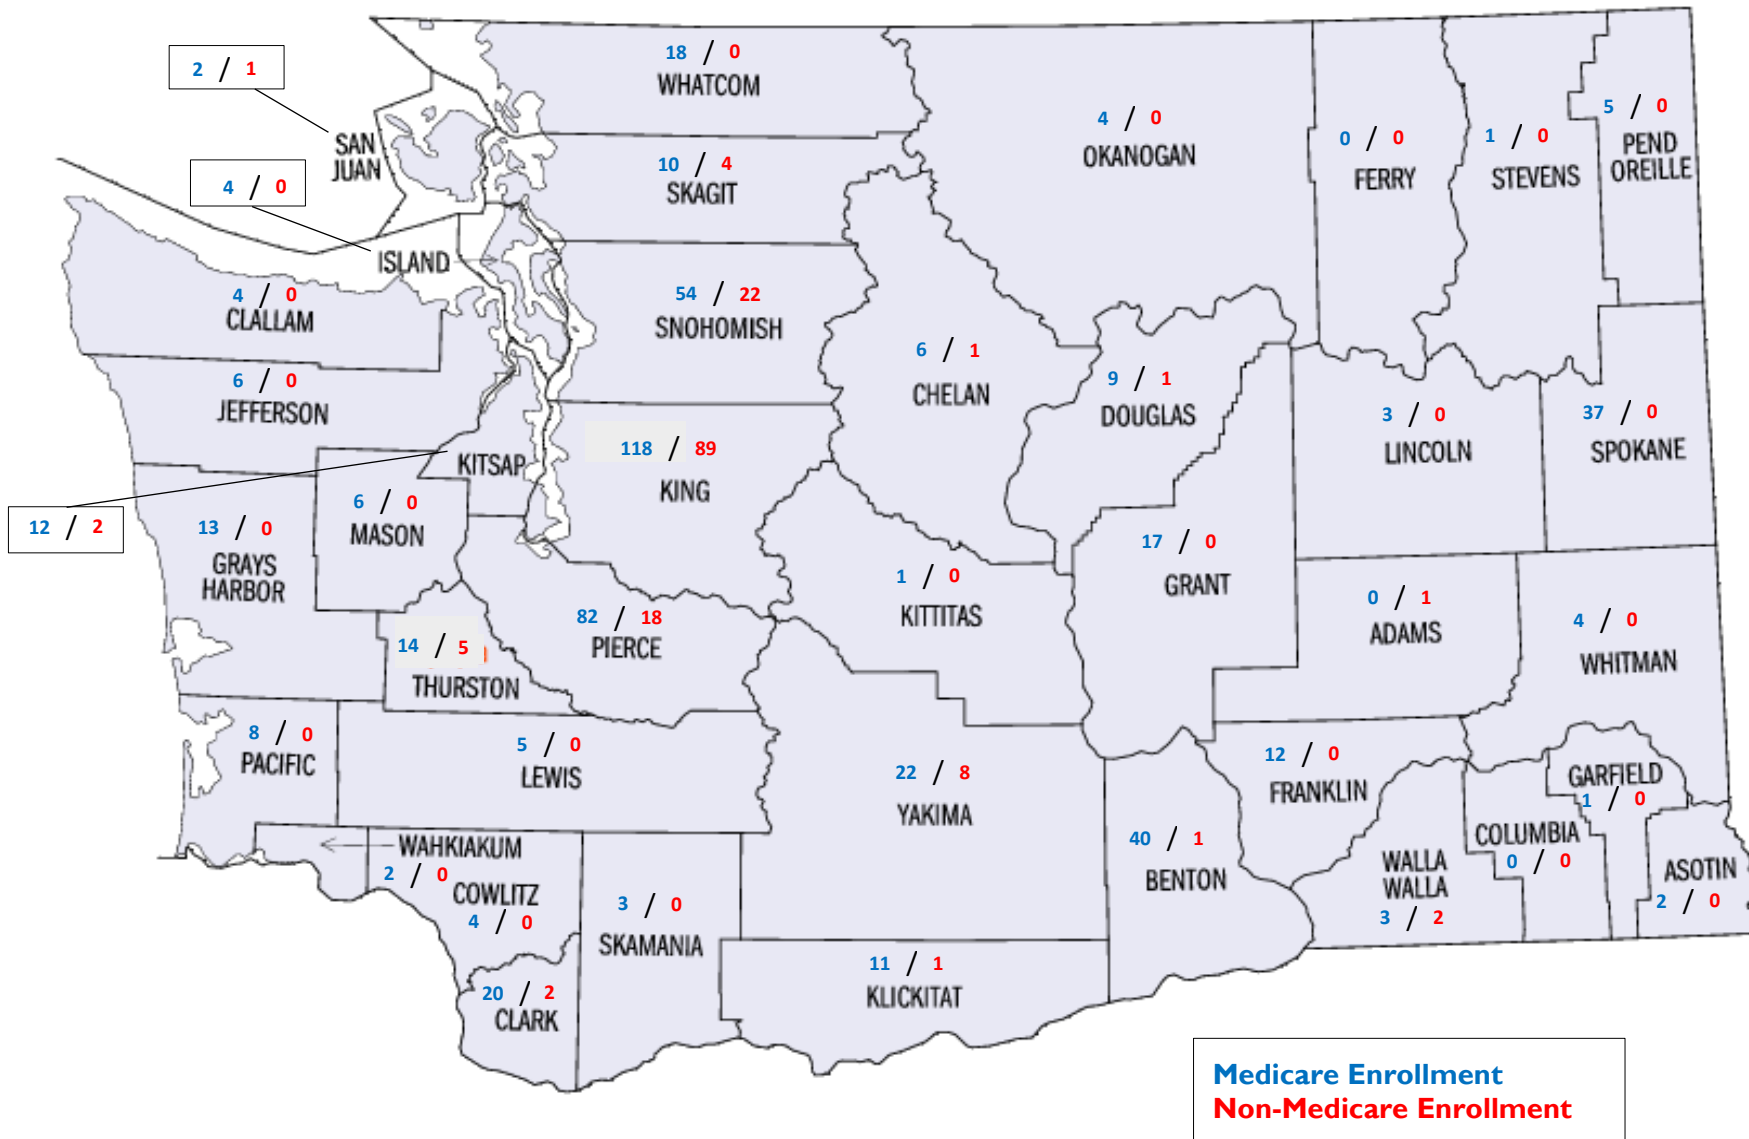 18 / 0
WHATCOM
2 / 1
SAN
JUAN
4 / 0
OKANOGAN
0 / 0
FERRY
1 / 0
STEVENS
5 / 0
PEND
OREILLE
10 / 4
SKAGIT
4 / 0
ISLAND
4 / 0
CLALLAM
54 / 22
SNOHOMISH
6 / 0
JEFFERSON
6 / 1
CHELAN
9 / 1
DOUGLAS
3 / 0
LINCOLN
37 / 0
SPOKANE
118 / 89
KING
KITSAP
12 / 2
6 / 0
MASON
13 / 0
GRAYS
HARBOR
17 / 0
GRANT
1 / 0
KITTITAS
0 / 1
ADAMS
4 / 0
WHITMAN
82 / 18
PIERCE
14 / 5
THURSTON
8 / 0
PACIFIC
5 / 0
LEWIS
22 / 8
YAKIMA
12 / 0
FRANKLIN
GARFIELD
1 / 0
COLUMBIA
0 / 0
40 / 1
BENTON
WALLA
WALLA
3 / 2
ASOTIN
2 / 0
WAHKIAKUM
2 / 0
COWLITZ
4 / 0
3 / 0
SKAMANIA
11 / 1
KLICKITAT
20 / 2
CLARK
Medicare Enrollment
Non-Medicare Enrollment